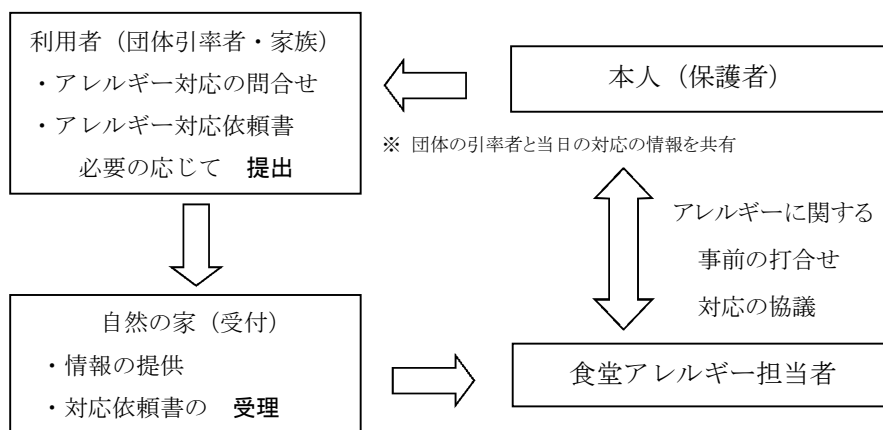 利用者（団体引率者・家族）
・アレルギー対応の問合せ
・アレルギー対応依頼書
必要の応じて　提出
本人（保護者）
※ 団体の引率者と当日の対応の情報を共有
アレルギーに関する
事前の打合せ
対応の協議
自然の家（受付）
・情報の提供
・対応依頼書の　受理
食堂アレルギー担当者